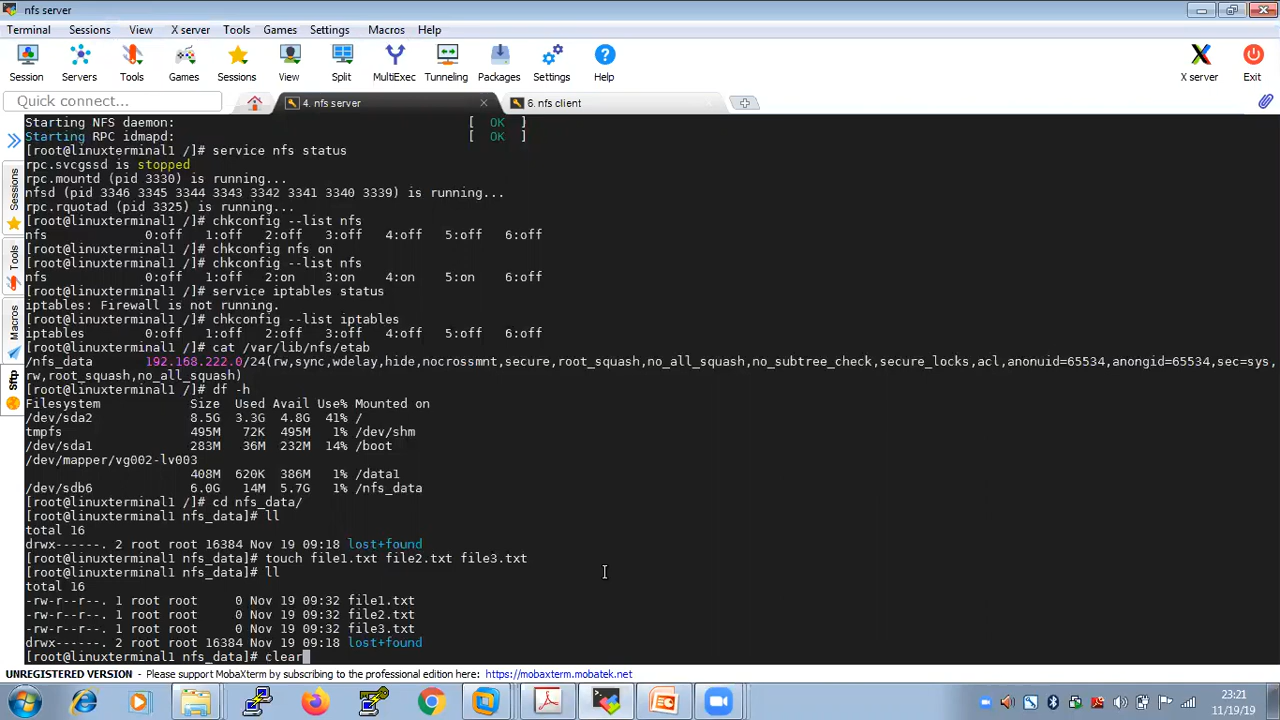 nfs server
Terminal Sessions View X server Tools Games Settings Macros Help
Session Servers Tools Games Sessions View Split MultiExec Tunneling Packages Settings Help X server Exit
Quick connect... 4. nfs server 6. nfs client
Sessions
Tools
Macros
Sftp
Starting NFS daemon: [ OK ]
Starting RPC idmapd: [ OK ]
[root@linuxterminal1 /]# service nfs status
rpc.svcgssd is stopped
rpc.mountd (pid 3330) is running...
nfsd (pid 3346 3345 3344 3343 3342 3341 3340 3339) is running...
rpc.rquotad (pid 3325) is running...
[root@linuxterminal1 /]# chkconfig --list nfs
nfs 0:off 1:off 2:off 3:off 4:off 5:off 6:off
[root@linuxterminal1 /]# chkconfig nfs on
[root@linuxterminal1 /]# chkconfig --list nfs
nfs 0:off 1:off 2:on 3:on 4:on 5:on 6:off
[root@linuxterminal1 /]# service iptables status
iptables: Firewall is not running.
[root@linuxterminal1 /]# chkconfig --list iptables
iptables 0:off 1:off 2:off 3:off 4:off 5:off 6:off
[root@linuxterminal1 /]# cat /var/lib/nfs/etab
/nfs_data 192.168.222.0/24(rw,sync,wdelay,hide,nocrossmnt,secure,root_squash,no_all_squash,no_subtree_check,secure_locks,acl,anonuid=65534,anongid=65534,sec=sys,
rw,root_squash,no_all_squash)
[root@linuxterminal1 /]# df -h
Filesystem Size Used Avail Use% Mounted on
/dev/sda2 8.5G 3.3G 4.8G 41% /
tmpfs 495M 72K 495M 1% /dev/shm
/dev/sda1 283M 36M 232M 14% /boot
/dev/mapper/vg002-lv003
408M 620K 386M 1% /data1
/dev/sdb6 6.0G 14M 5.7G 1% /nfs_data
[root@linuxterminal1 /]# cd nfs_data/
[root@linuxterminal1 nfs_data]# ll
total 16
drwx------. 2 root root 16384 Nov 19 09:18 lost+found
[root@linuxterminal1 nfs_data]# touch file1.txt file2.txt file3.txt
[root@linuxterminal1 nfs_data]# ll
total 16
-rw-r--r--. 1 root root 0 Nov 19 09:32 file1.txt
-rw-r--r--. 1 root root 0 Nov 19 09:32 file2.txt
-rw-r--r--. 1 root root 0 Nov 19 09:32 file3.txt
drwx------. 2 root root 16384 Nov 19 09:18 lost+found
[root@linuxterminal1 nfs_data]# clear
UNREGISTERED VERSION - Please support MobaXterm by subscribing to the professional edition here: https://mobaxterm.mobatek.net
23:21
11/19/19